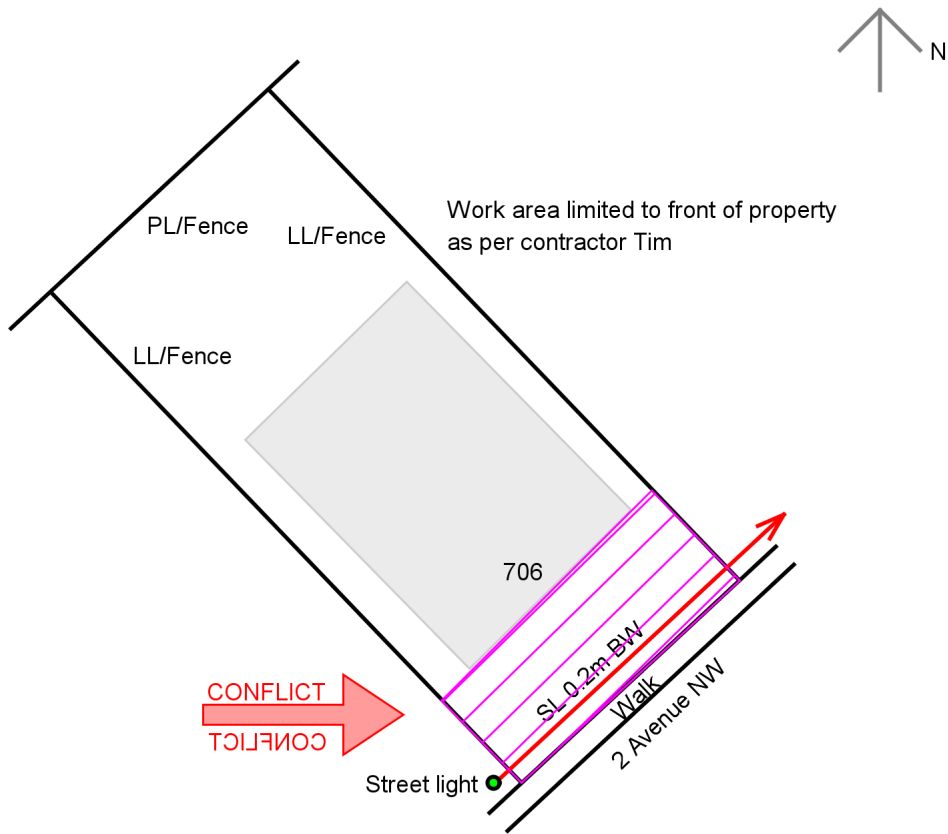 N
Work area limited to front of property
as per contractor Tim
PL/Fence
LL/Fence
LL/Fence
706
SL 0.2m BW
Walk
2 Avenue NW
CONFLICT
CONFLICT
Street light